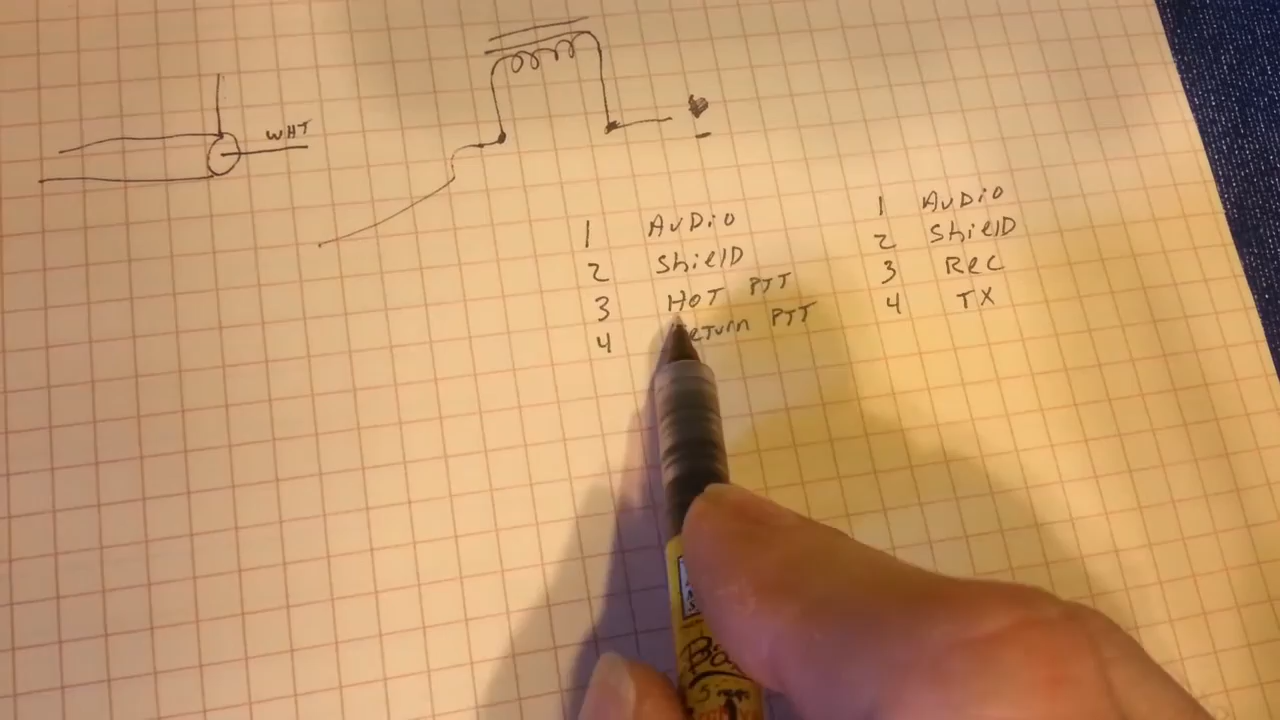 WHT
1 AUDiO
2 ShielD
3 HOT PTT
4 Return PTT
1 AUDiO
2 ShielD
3 Rec
4 TX